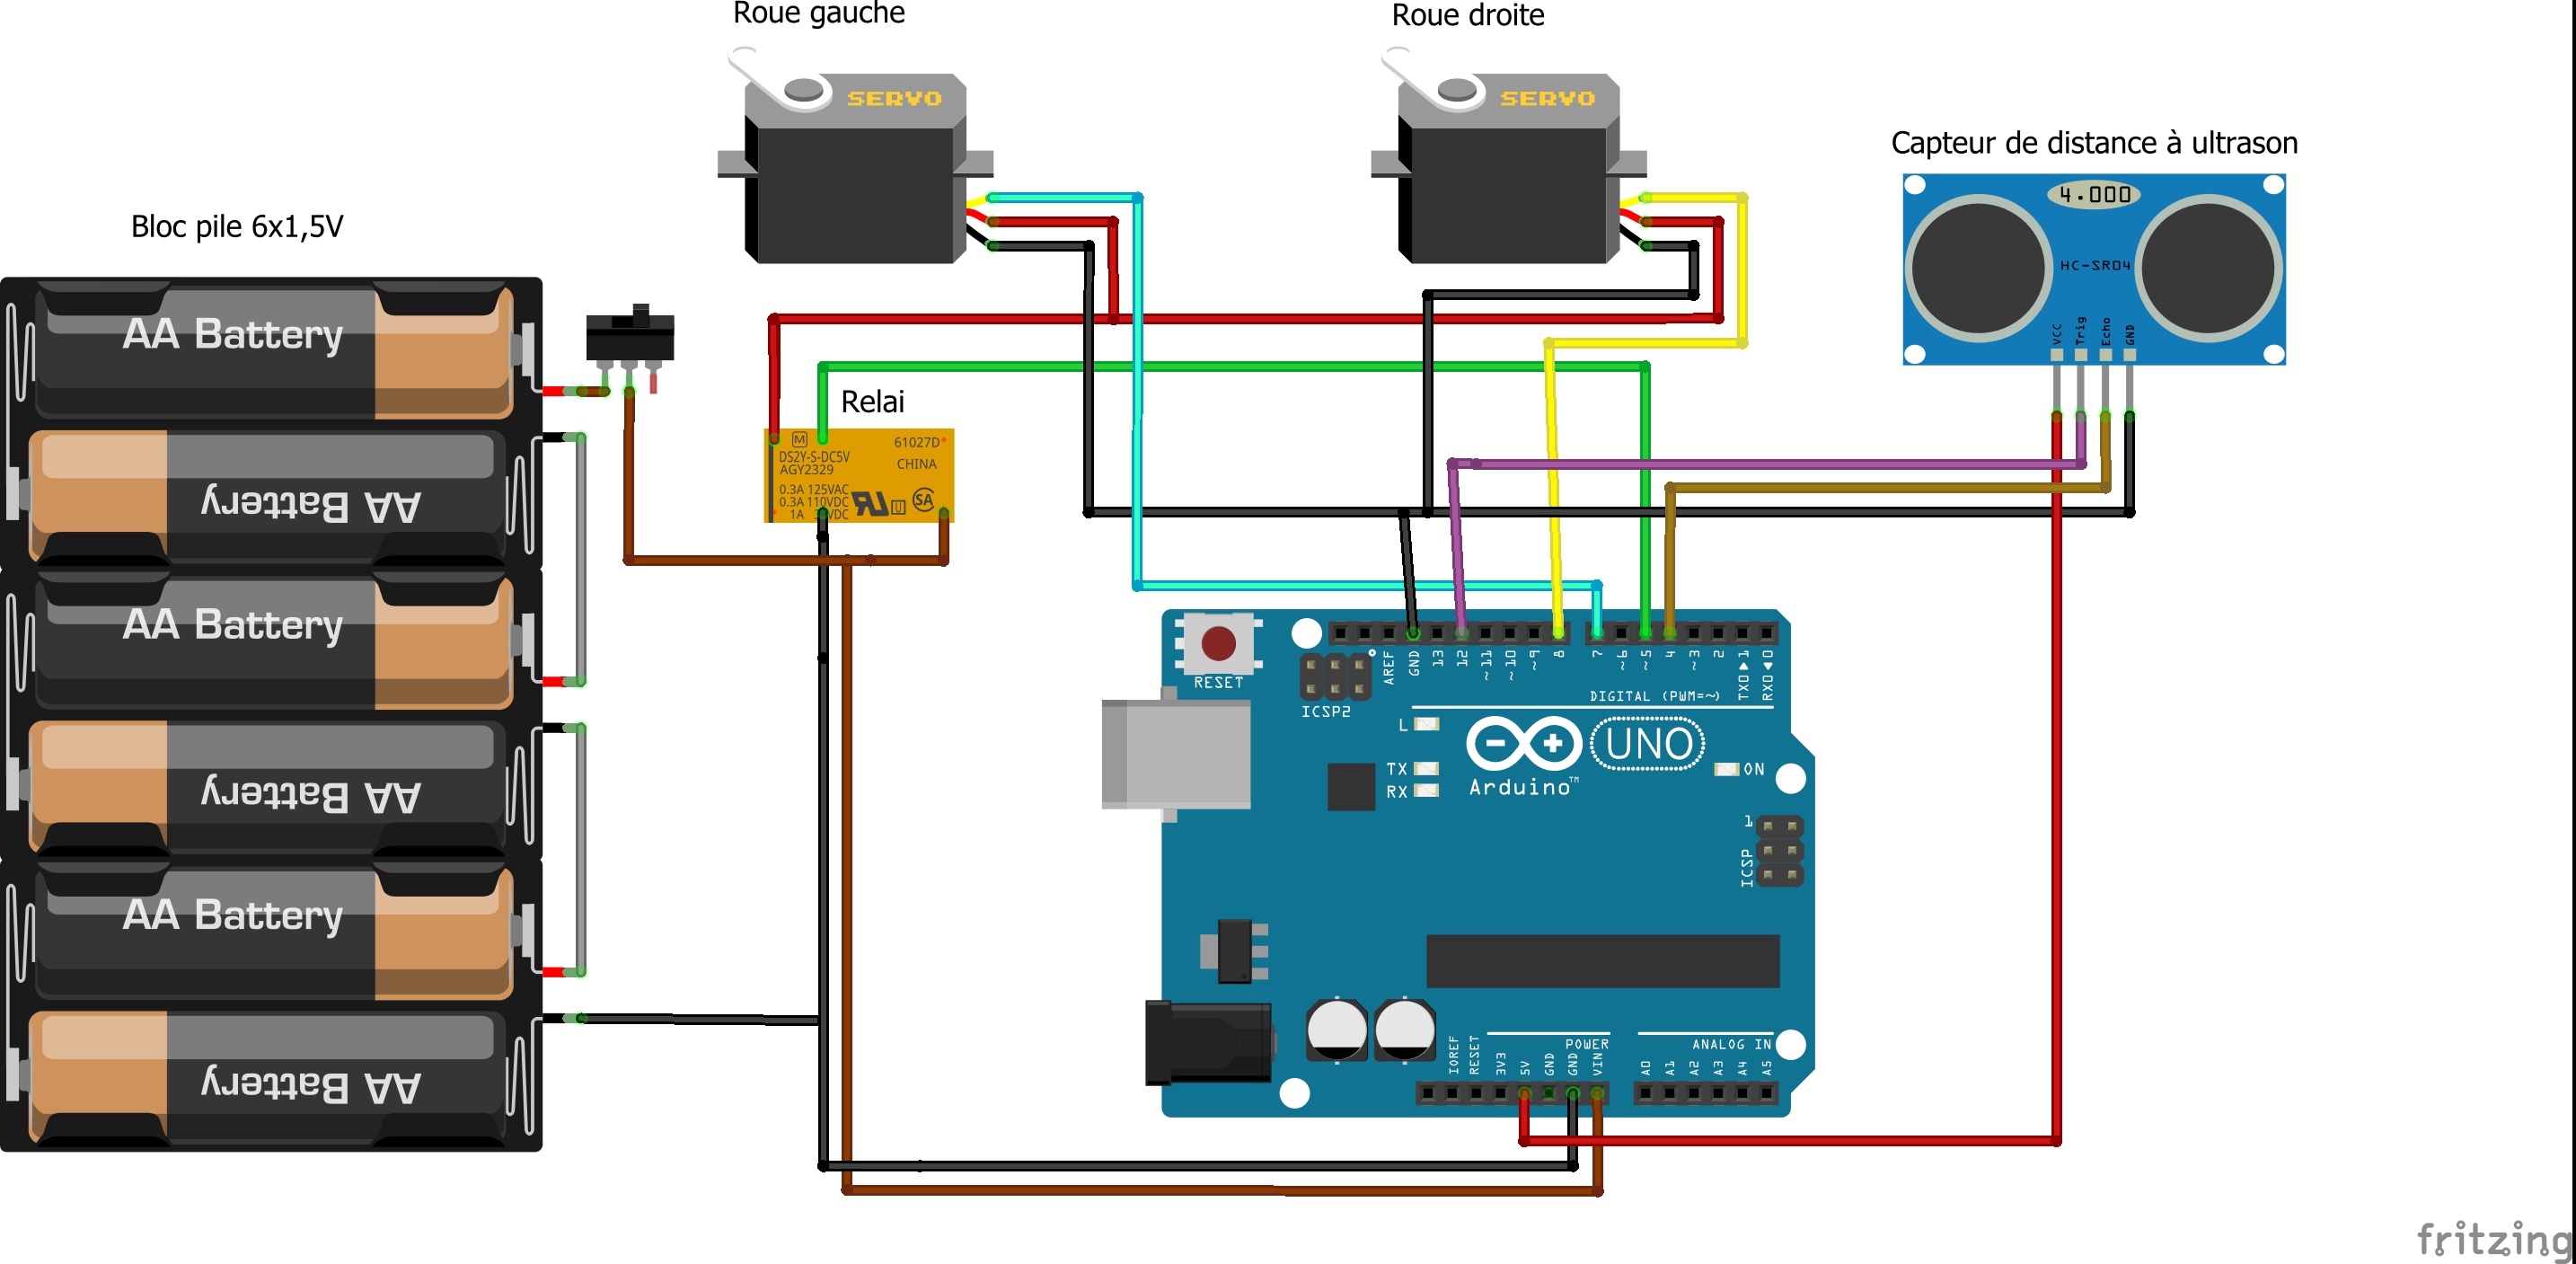 Roue gauche
Roue droite
SERVO
SERVO
Capteur de distance à ultrason
4.000
HC-SR04
VCC
Trig
Echo
GND
Bloc pile 6x1,5V
AA Battery
AA Battery
AA Battery
AA Battery
AA Battery
AA Battery
Relai
M
61027D
DS2Y-S-DC5V
AGY2329
CHINA
0.3A 125VAC
0.3A 110VDC
1A
VDC
U
SA
RESET
ICSP2
AREF
GND
13
12
~11
~10
~9
8
7
~6
~5
4
~3
2
TX0 1
RX0 0
DIGITAL (PWM=~)
L
TX
RX
UNO
Arduino™
ON
1
ICSP
POWER
ANALOG IN
IOREF
RESET
3V3
5V
GND
GND
VIN
A0
A1
A2
A3
A4
A5
fritzing